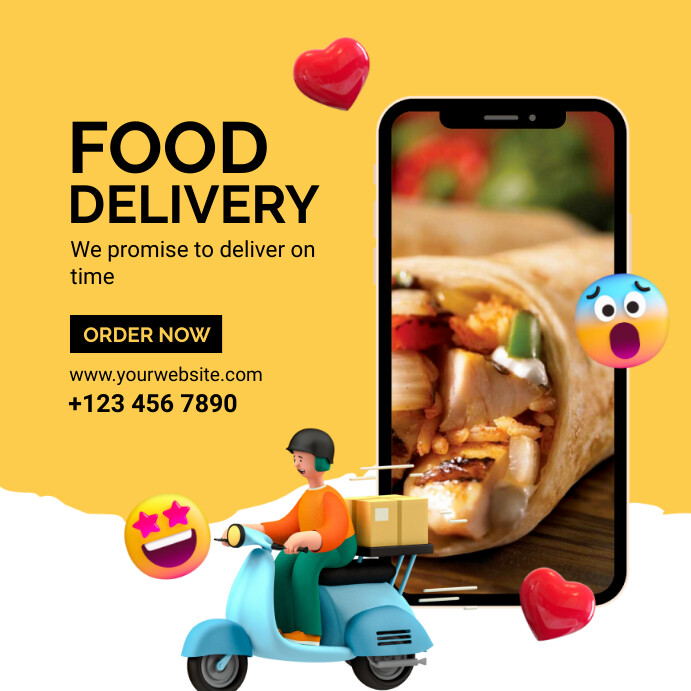 FOOD
DELIVERY
We promise to deliver on
time
ORDER NOW
www.yourwebsite.com
+123 456 7890